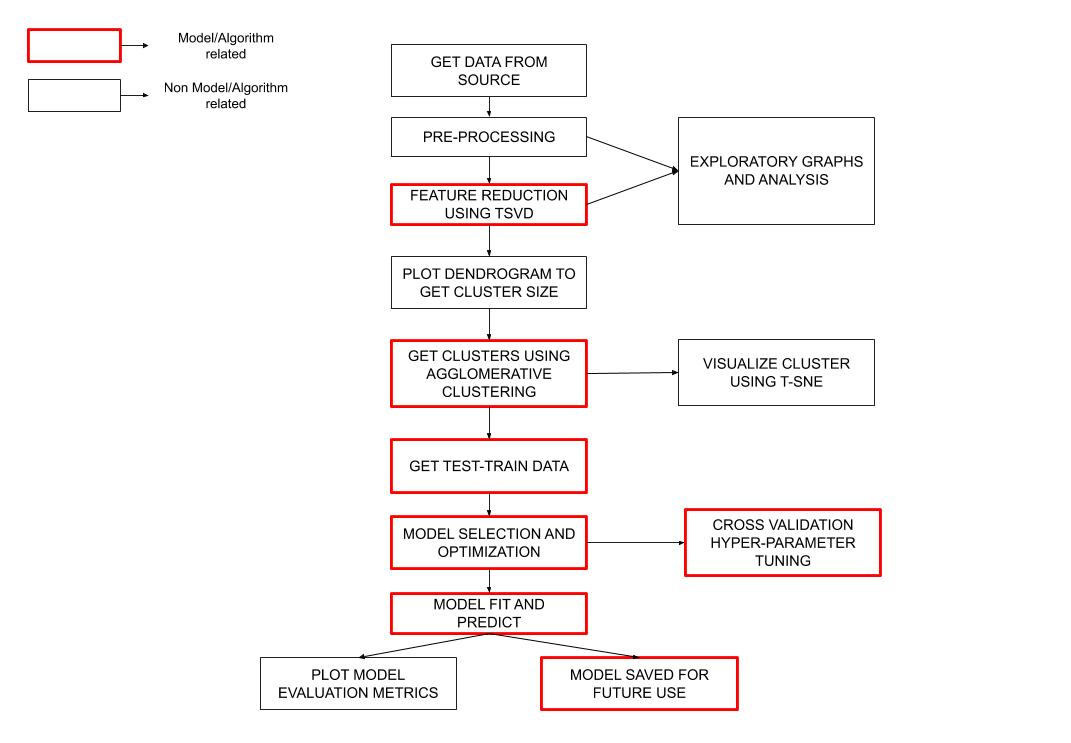 Model/Algorithm
related
Non Model/Algorithm
related
GET DATA FROM
SOURCE
PRE-PROCESSING
EXPLORATORY GRAPHS
AND ANALYSIS
FEATURE REDUCTION
USING TSVD
PLOT DENDROGRAM TO
GET CLUSTER SIZE
GET CLUSTERS USING
AGGLOMERATIVE
CLUSTERING
VISUALIZE CLUSTER
USING T-SNE
GET TEST-TRAIN DATA
MODEL SELECTION AND
OPTIMIZATION
CROSS VALIDATION
HYPER-PARAMETER
TUNING
MODEL FIT AND
PREDICT
PLOT MODEL
EVALUATION METRICS
MODEL SAVED FOR
FUTURE USE